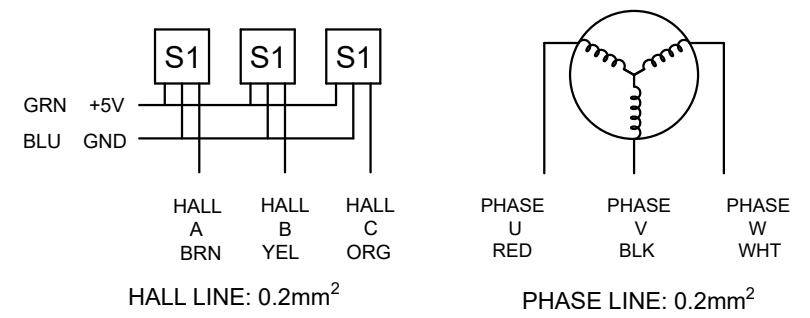 S1 S1 S1
GRN +5V
BLU GND
HALL A BRN
HALL B YEL
HALL C ORG
HALL LINE: 0.2mm²
PHASE U RED
PHASE V BLK
PHASE W WHT
PHASE LINE: 0.2mm²